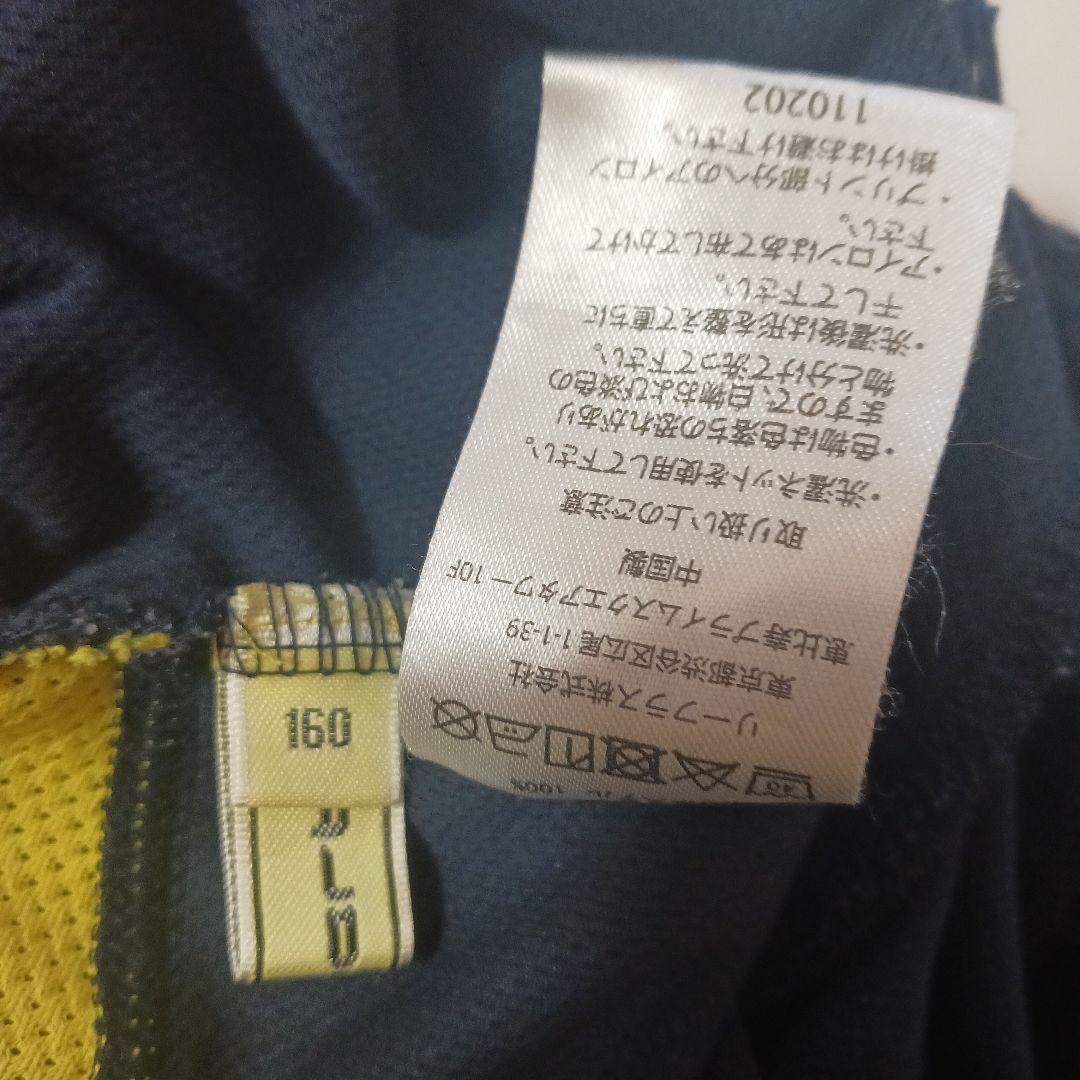 100%
リーフラス株式会社
東京都渋谷区広尾1-1-39
恵比寿プライムスクエアタワー10F
中国製
取り扱い上のご注意
・洗濯ネットを使用して下さい。
・色物は色落ちの恐れがあり
ますので、白物および淡色の
物と分けて洗って下さい。
・洗濯後は形を整えて直ちに
干して下さい。
・アイロンはあて布してかけて
下さい。
・プリント部分へのアイロン
掛けはお避け下さい。
110202
160